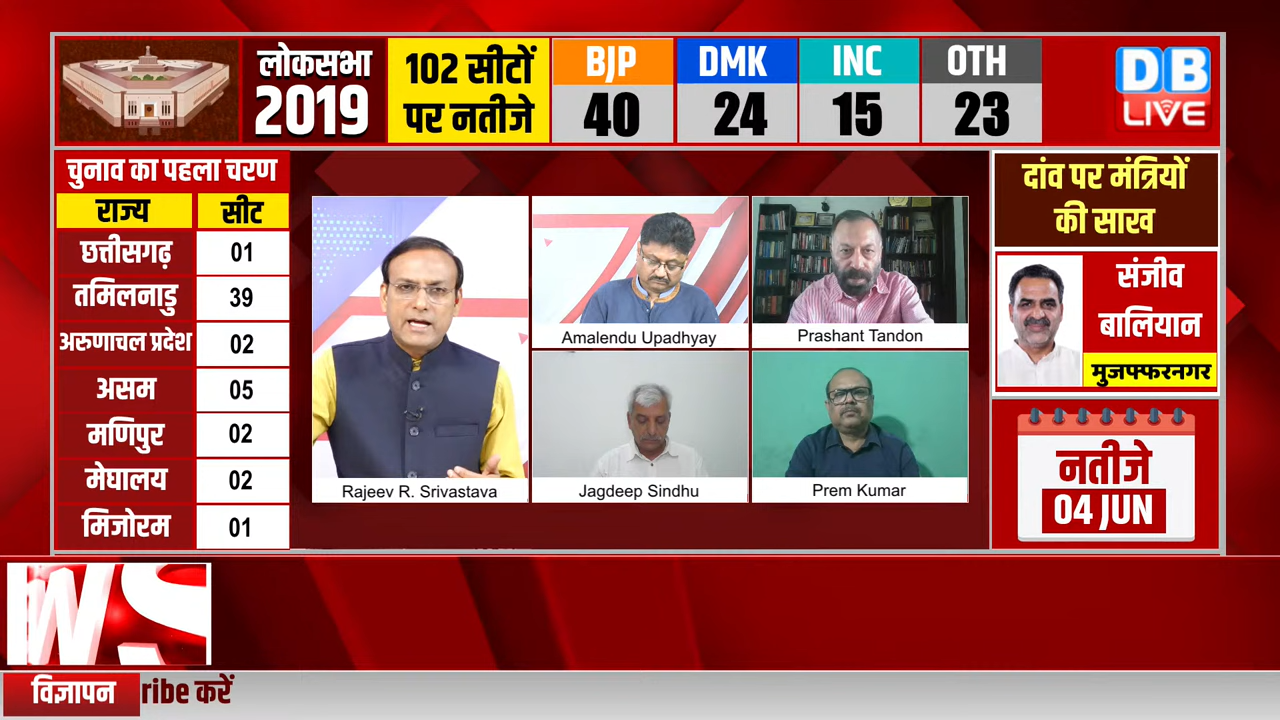 लोकसभा
2019
102 सीटों
पर नतीजे
BJP
40
DMK
24
INC
15
OTH
23
DB
LIVE
चुनाव का पहला चरण
राज्य सीट
छत्तीसगढ़ 01
तमिलनाडु 39
अरुणाचल प्रदेश 02
असम 05
मणिपुर 02
मेघालय 02
मिजोरम 01
Rajeev R. Srivastava
Amalendu Upadhyay
Prashant Tandon
Jagdeep Sindhu
Prem Kumar
दांव पर मंत्रियों
की साख
संजीव
बालियान
मुजफ्फरनगर
नतीजे
04 JUN
WS
विज्ञापन ribe करें